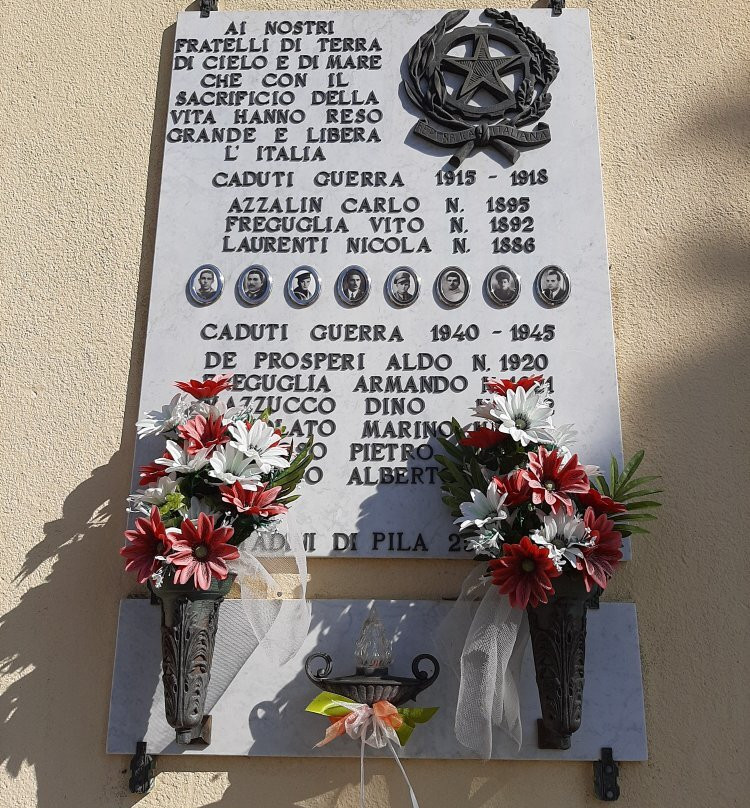 AI NOSTRI
FRATELLI DI TERRA
DI CIELO E DI MARE
CHE CON IL
SACRIFICIO DELLA
VITA HANNO RESO
GRANDE E LIBERA
L' ITALIA
REPVBBLICA ITALIANA
CADUTI GUERRA 1915 - 1918
AZZALIN CARLO N. 1895
FREGUGLIA VITO N. 1892
LAURENTI NICOLA N. 1886
CADUTI GUERRA 1940 - 1945
DE PROSPERI ALDO N. 1920
FREGUGLIA ARMANDO
DINO
MARINO
PIETRO
ALBERTO
DI PILA